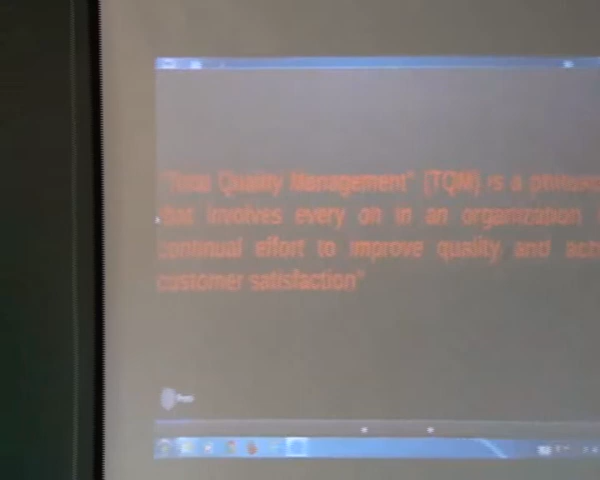 "Total Quality Management" (TQM) is a
that involves every on in an organization
continual effort to improve quality and
customer satisfaction"